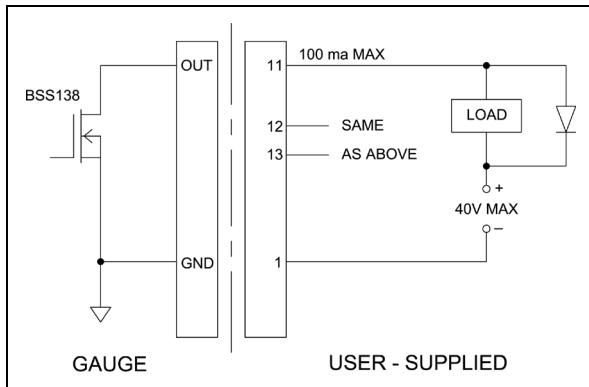 BSS138
OUT
GND
11
100 ma MAX
12
SAME
13
AS ABOVE
LOAD
+
40V MAX
–
1
GAUGE
USER - SUPPLIED